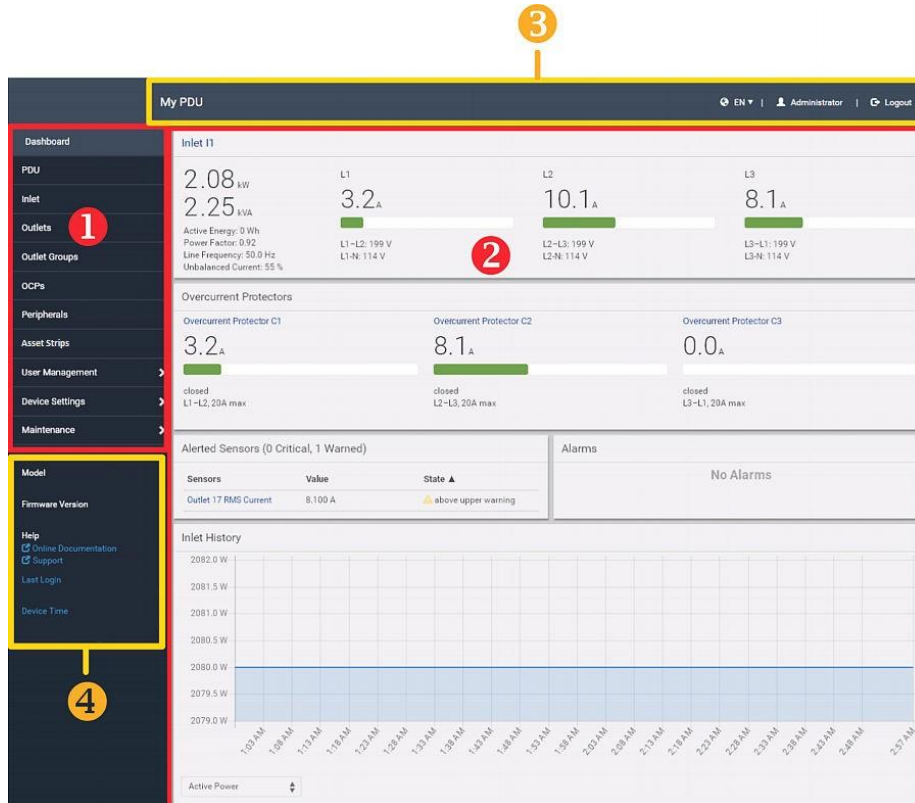 3
My PDU
EN
Administrator
Logout
Dashboard
PDU
Inlet
Outlets
Outlet Groups
OCPs
Peripherals
Asset Strips
User Management
Device Settings
Maintenance
1
Model
Firmware Version
Help
Online Documentation
Support
Last Login
Device Time
4
Inlet I1
2.08 kW
2.25 kVA
Active Energy: 0 Wh
Power Factor: 0.92
Line Frequency: 50.0 Hz
Unbalanced Current: 55 %
L1
3.2 A
L1-L2: 199 V
L1-N: 114 V
L2
10.1 A
L2-L3: 199 V
L2-N: 114 V
L3
8.1 A
L3-L1: 199 V
L3-N: 114 V
2
Overcurrent Protectors
Overcurrent Protector C1
3.2 A
closed
L1-L2, 20A max
Overcurrent Protector C2
8.1 A
closed
L2-L3, 20A max
Overcurrent Protector C3
0.0 A
closed
L3-L1, 20A max
Alerted Sensors (0 Critical, 1 Warned)
Sensors Value State ▲
Outlet 17 RMS Current 8.100 A above upper warning
Alarms
No Alarms
Inlet History
2082.0 W
2081.5 W
2081.0 W
2080.5 W
2080.0 W
2079.5 W
2079.0 W
1:03 AM
1:08 AM
1:13 AM
1:18 AM
1:23 AM
1:28 AM
1:33 AM
1:38 AM
1:43 AM
1:48 AM
1:53 AM
1:58 AM
2:03 AM
2:08 AM
2:13 AM
2:18 AM
2:23 AM
2:28 AM
2:33 AM
2:38 AM
2:43 AM
2:48 AM
2:57 AM
Active Power